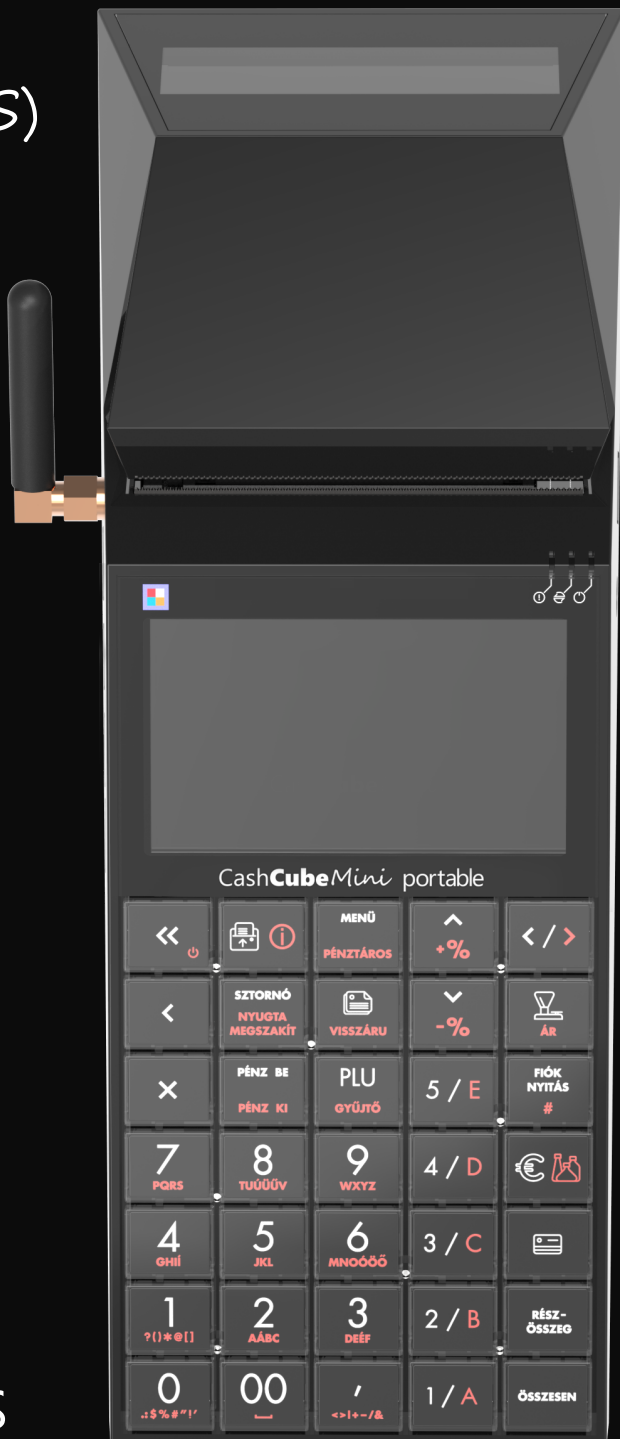 S)
CashCubeMini portable
MENÜ
PÉNZTÁROS
+%
< / >
SZTORNÓ
NYUGTA
MEGSZAKÍT
VISSZÁRU
-%
ÁR
PÉNZ BE
PÉNZ KI
PLU
GYŰJTŐ
5 / E
FIÓK
NYITÁS
#
7
PQRS
8
TUÚÜŰV
9
WXYZ
4 / D
€
4
GHIÍ
5
JKL
6
MNOÓÖŐ
3 / C
1
?()*@[]
2
AÁBC
3
DEÉF
2 / B
RÉSZ-
ÖSSZEG
0
.:$%#"!'
00
,
<>|+-/&
1 / A
ÖSSZESEN
S